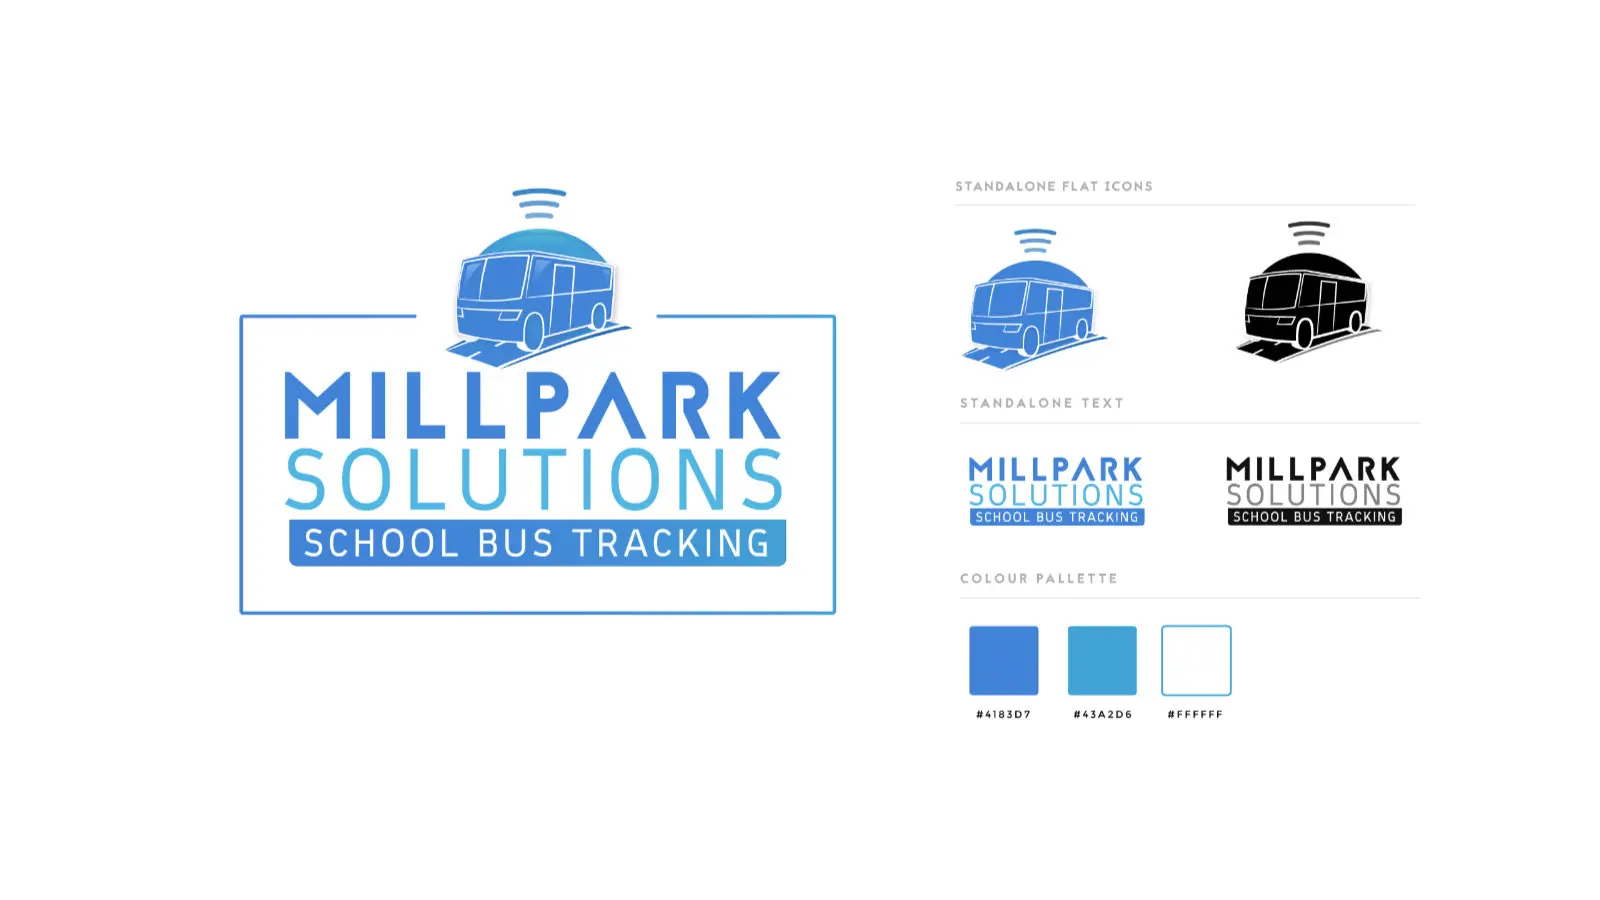 MILLPARK
SOLUTIONS
SCHOOL BUS TRACKING
STANDALONE FLAT ICONS
STANDALONE TEXT
MILLPARK
SOLUTIONS
SCHOOL BUS TRACKING
MILLPARK
SOLUTIONS
SCHOOL BUS TRACKING
COLOUR PALLETTE
#4183D7
#43A2D6
#FFFFFF